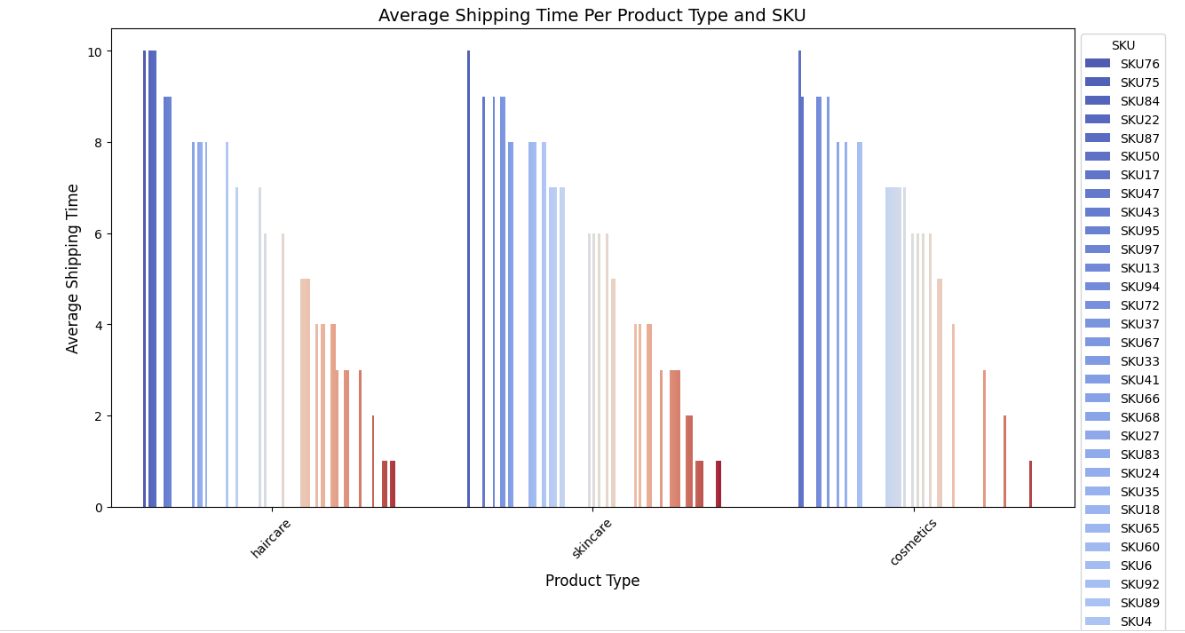 Average Shipping Time Per Product Type and SKU
Average Shipping Time
10
8
6
4
2
0
haircare
skincare
cosmetics
Product Type
SKU
SKU76
SKU75
SKU84
SKU22
SKU87
SKU50
SKU17
SKU47
SKU43
SKU95
SKU97
SKU13
SKU94
SKU72
SKU37
SKU67
SKU33
SKU41
SKU66
SKU68
SKU27
SKU83
SKU24
SKU35
SKU18
SKU65
SKU60
SKU6
SKU92
SKU89
SKU4